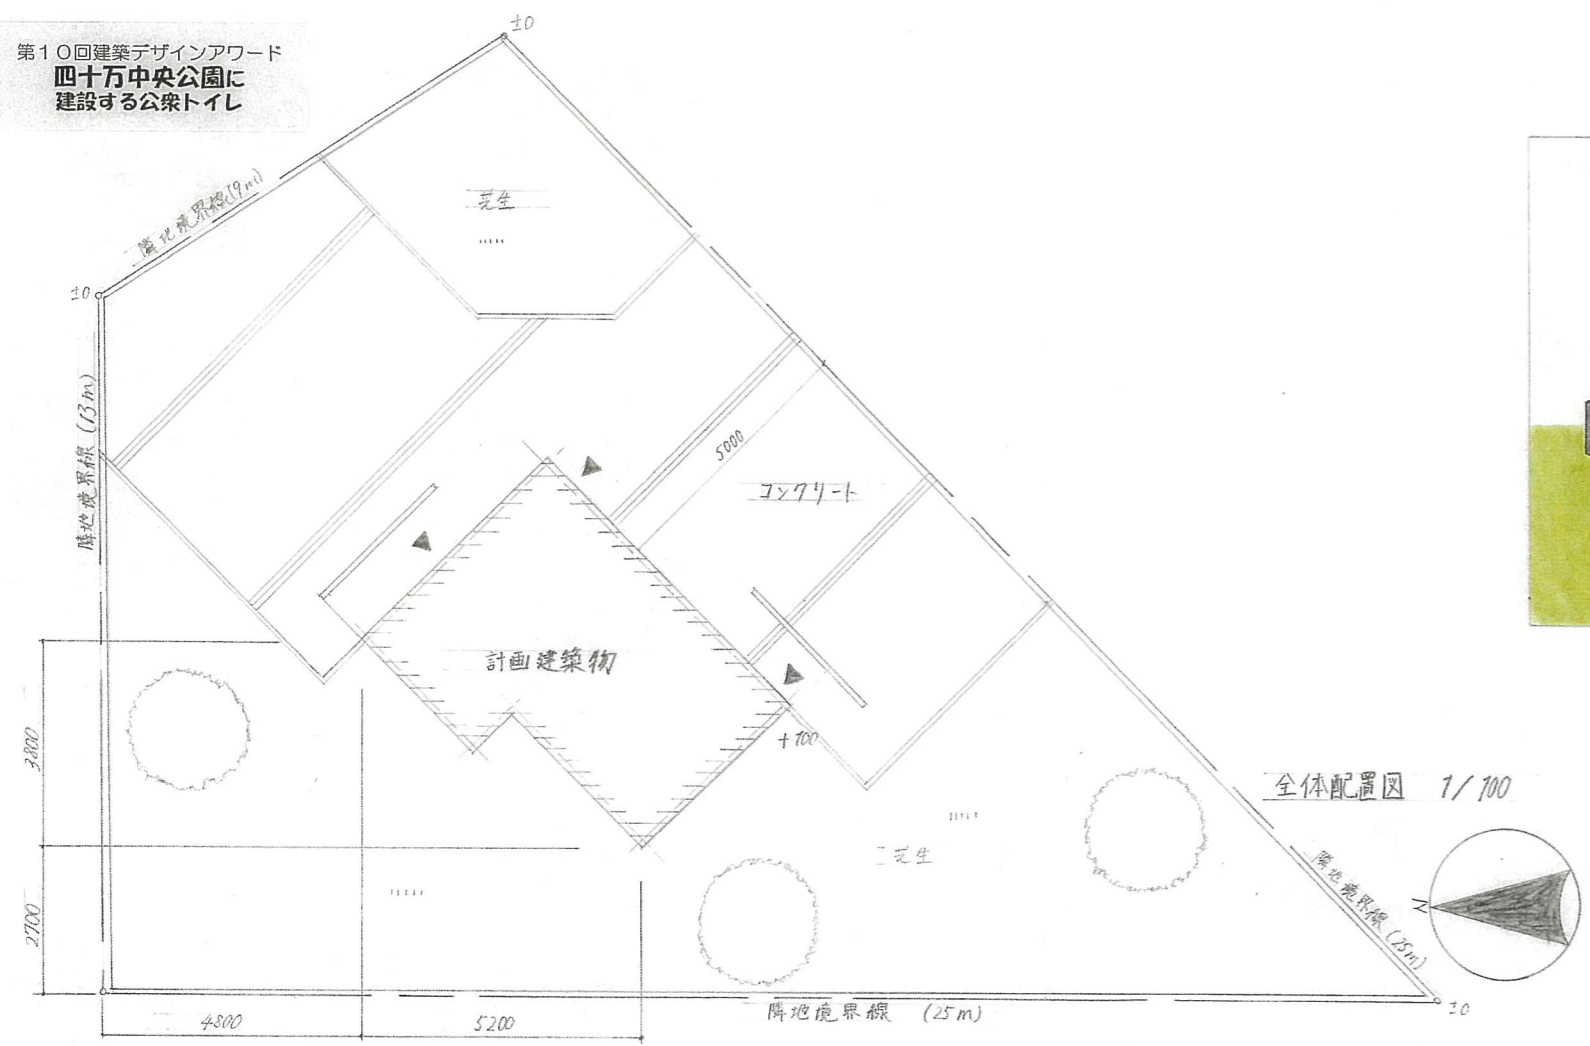 第１０回建築デザインアワード
四十万中央公園に
建設する公衆トイレ
±0
芝生
隣地境界線(9m)
±0
隣地境界線(13m)
5000
コンクリート
計画建築物
+100
3800
全体配置図 1/100
芝生
N
2700
隣地境界線(25m)
±0
隣地境界線 (25m)
4800
5200